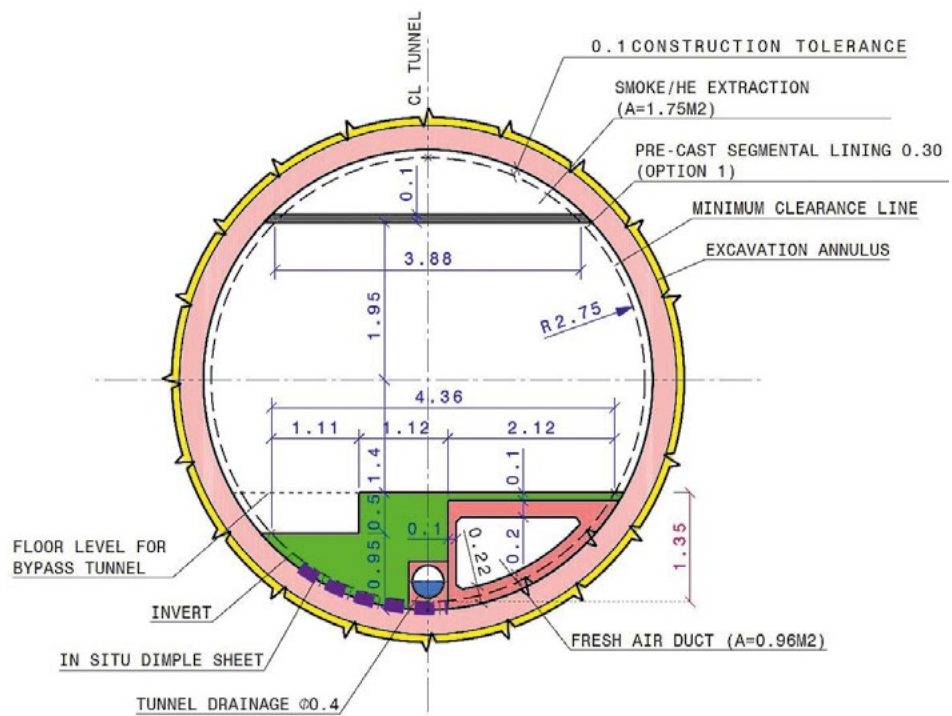 CL TUNNEL
0.1 CONSTRUCTION TOLERANCE
SMOKE/HE EXTRACTION
(A=1.75M2)
PRE-CAST SEGMENTAL LINING 0.30
(OPTION 1)
MINIMUM CLEARANCE LINE
EXCAVATION ANNULUS
0.1
3.88
1.95
R2.75
4.36
1.11
1.12
2.12
1.4
0.1
0.5
0.1
0.2
0.22
0.95
1.35
FLOOR LEVEL FOR
BYPASS TUNNEL
INVERT
IN SITU DIMPLE SHEET
TUNNEL DRAINAGE Ø0.4
FRESH AIR DUCT (A=0.96M2)